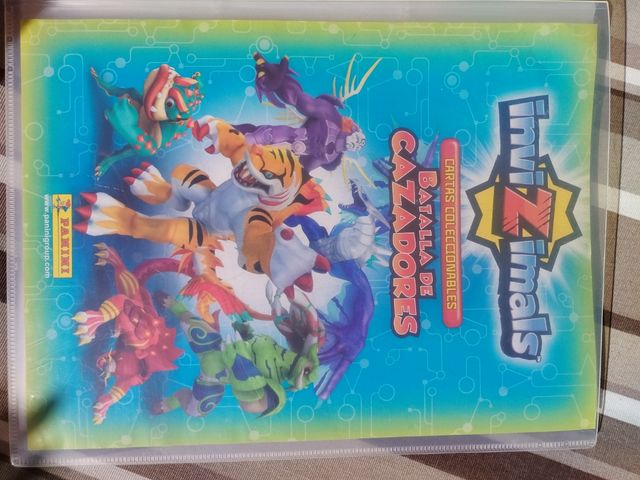 inviZimals
CARTAS COLECCIONABLES
BATALLA DE
CAZADORES
PANINI
www.paninigroup.com